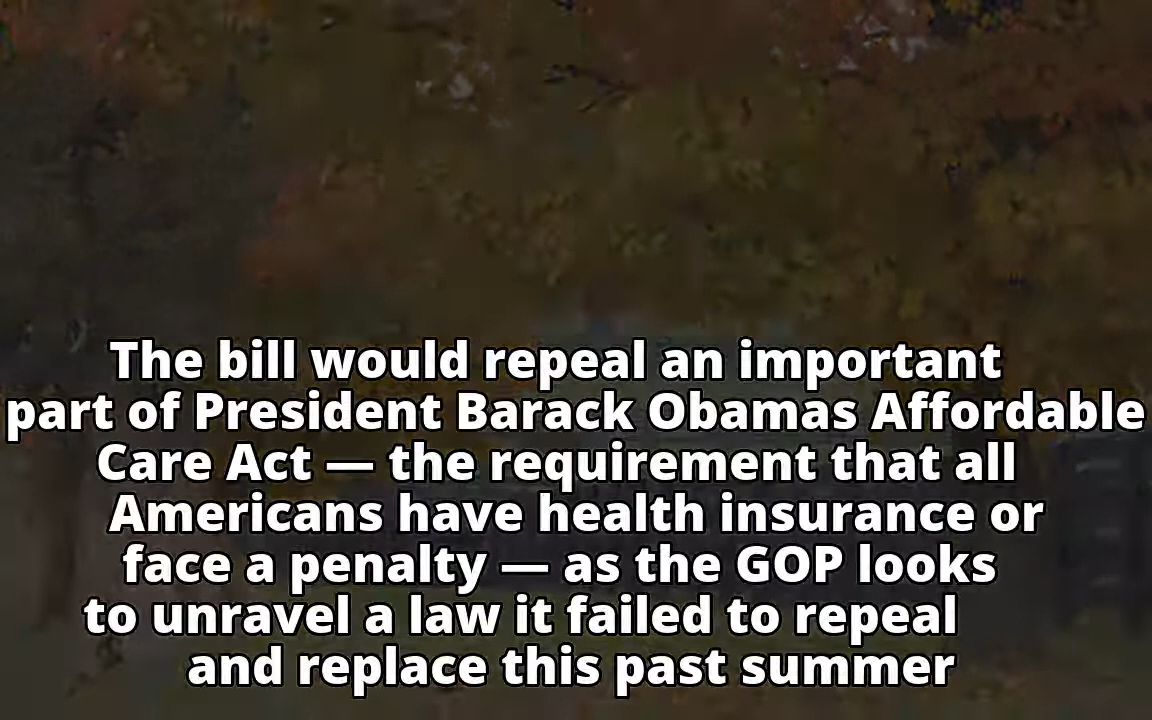 The bill would repeal an important
part of President Barack Obamas Affordable
Care Act — the requirement that all
Americans have health insurance or
face a penalty — as the GOP looks
to unravel a law it failed to repeal
and replace this past summer